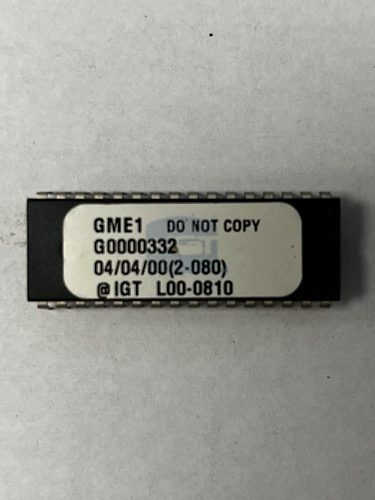 GME1 DO NOT COPY
G0000332
04/04/00(2-080)
@IGT L00-0810